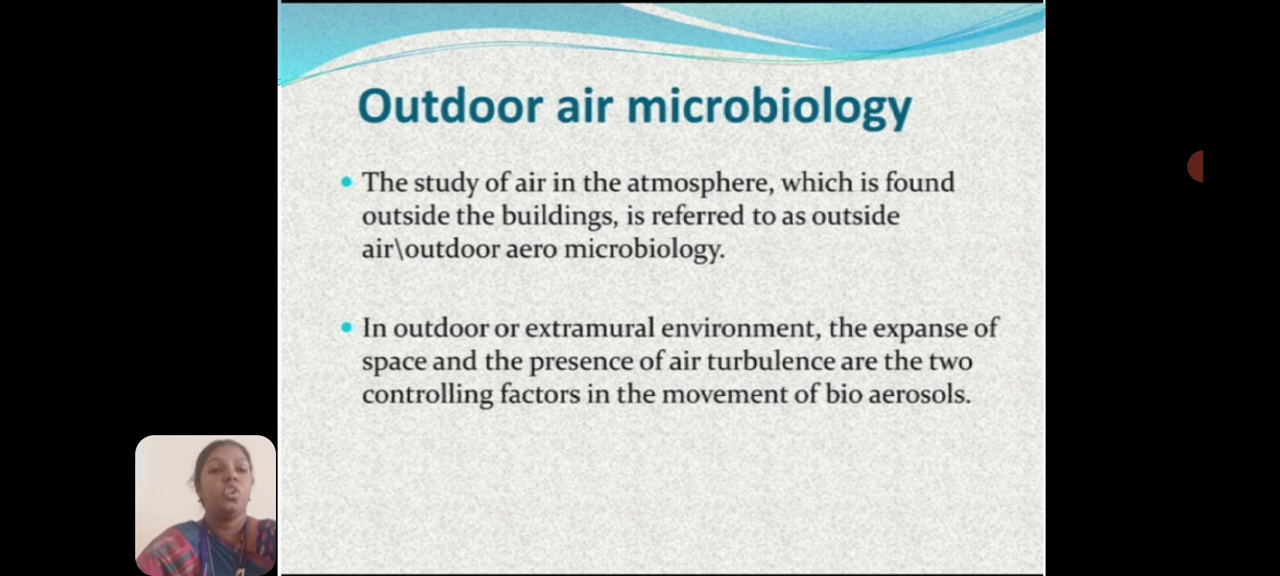 Outdoor air microbiology
The study of air in the atmosphere, which is found
outside the buildings, is referred to as outside
air\outdoor aero microbiology.
In outdoor or extramural environment, the expanse of
space and the presence of air turbulence are the two
controlling factors in the movement of bio aerosols.